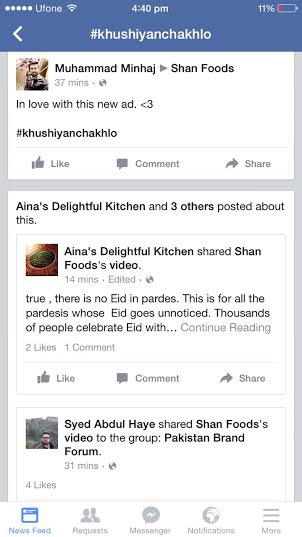 Ufone 4:40 pm 11%
#khushiyanchakhlo
Muhammad Minhaj ▶ Shan Foods
37 mins ·
In love with this new ad. <3
#khushiyanchakhlo
Like Comment Share
Aina's Delightful Kitchen and 3 others posted about
this.
Aina's Delightful Kitchen shared Shan
Foods's video.
14 mins · Edited ·
true , there is no Eid in pardes. This is for all the
pardesis whose Eid goes unnoticed. Thousands
of people celebrate Eid with... Continue Reading
2 Likes 1 Comment
Like Comment Share
Syed Abdul Haye shared Shan Foods's
video to the group: Pakistan Brand
Forum.
31 mins ·
4 Likes
News Feed Requests Messenger Notifications More